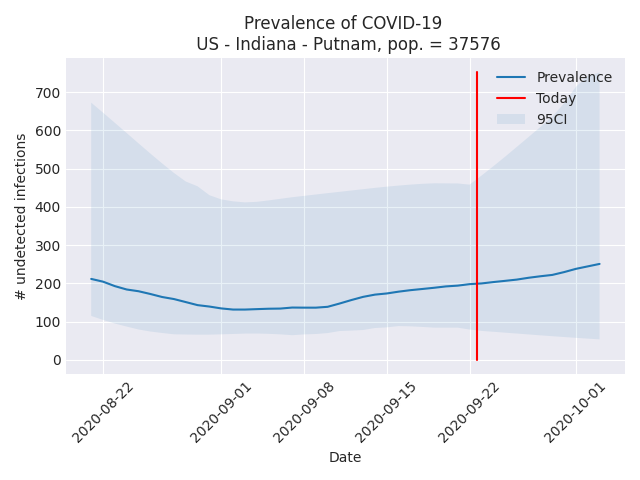 Prevalence of COVID-19
US - Indiana - Putnam, pop. = 37576
Prevalence
Today
95CI
700
600
500
400
300
200
100
0
# undetected infections
2020-08-22
2020-09-01
2020-09-08
2020-09-15
2020-09-22
2020-10-01
Date